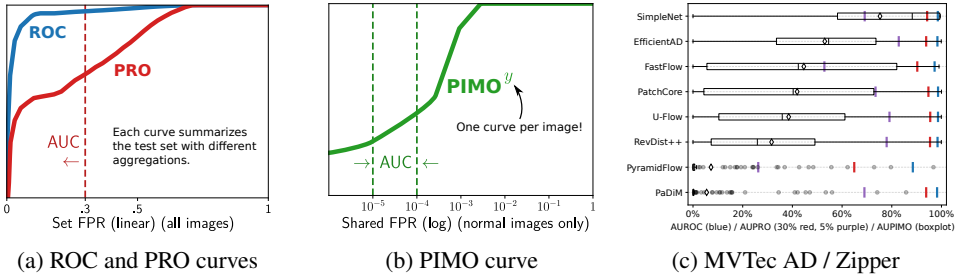 ROC
PRO
AUC
←
Each curve summarizes
the test set with different
aggregations.
0 .3 .5 1
Set FPR (linear) (all images)
(a) ROC and PRO curves
PIMO^y
One curve per image!
→ AUC ←
10^-5 10^-4 10^-3 10^-2 10^-1 1
Shared FPR (log) (normal images only)
(b) PIMO curve
SimpleNet
EfficientAD
FastFlow
PatchCore
U-Flow
RevDist++
PyramidFlow
PaDiM
0% 20% 40% 60% 80% 100%
AUROC (blue) / AUPRO (30% red, 5% purple) / AUPIMO (boxplot)
(c) MVTec AD / Zipper